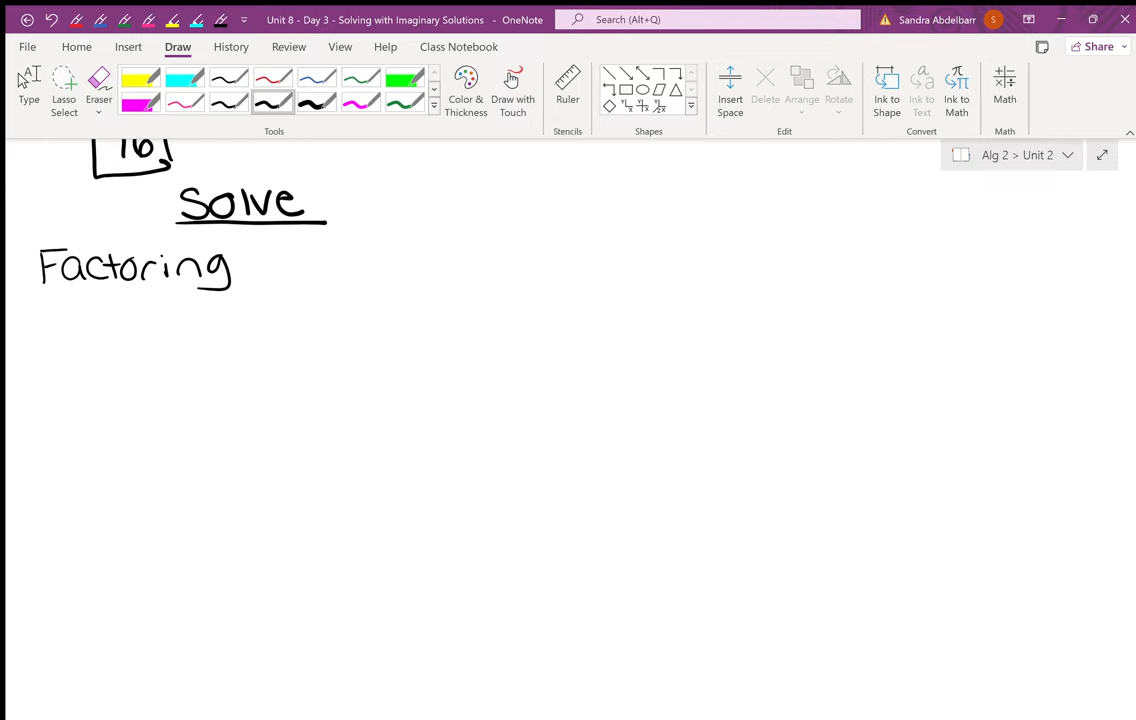 Unit 8 - Day 3 - Solving with Imaginary Solutions - OneNote
Search (Alt+Q)
Sandra Abdelbarr
S
File Home Insert Draw History Review View Help Class Notebook
Share
Type
Lasso Select
Eraser
Color & Thickness
Draw with Touch
Ruler
Insert Space
Delete
Arrange
Rotate
Ink to Shape
Ink to Text
Ink to Math
Math
Tools
Stencils
Shapes
Edit
Convert
Math
Alg 2 > Unit 2
16
Solve
Factoring